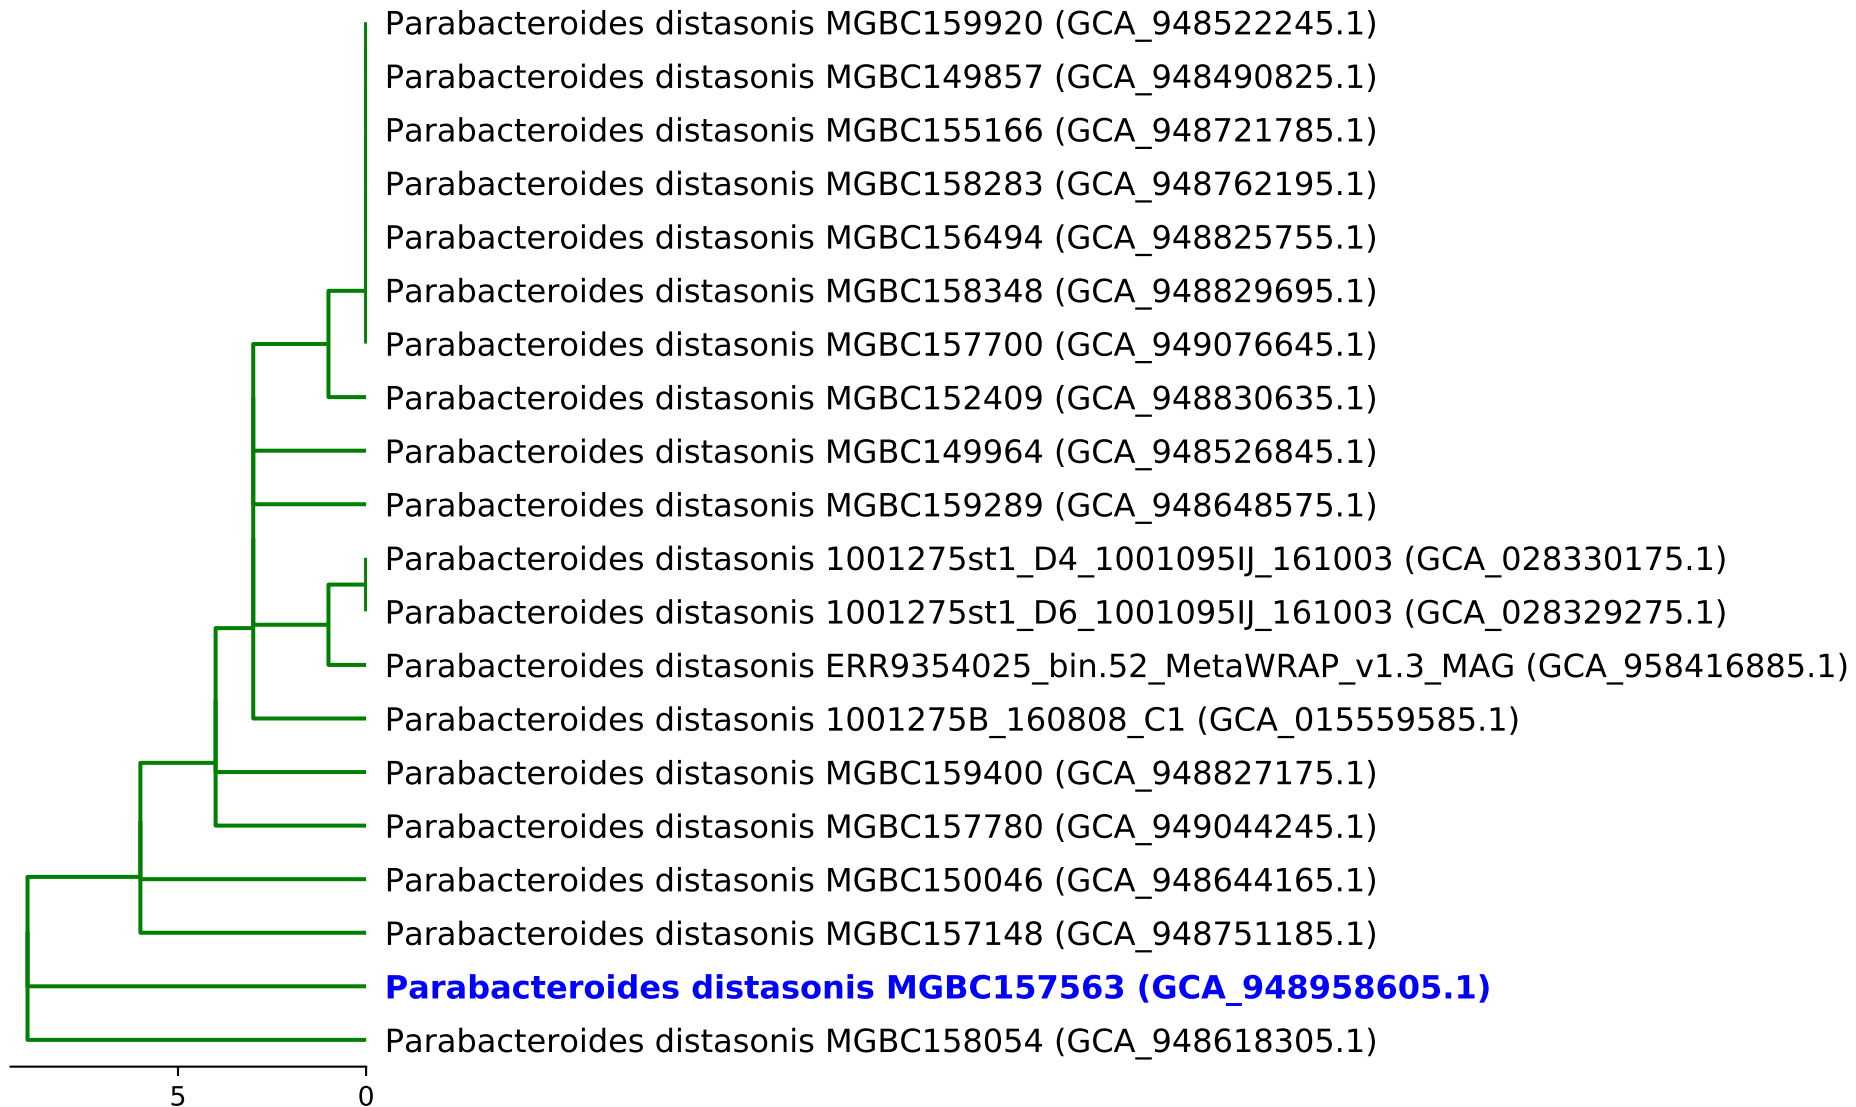 Parabacteroides distasonis MGBC159920 (GCA_948522245.1)
Parabacteroides distasonis MGBC149857 (GCA_948490825.1)
Parabacteroides distasonis MGBC155166 (GCA_948721785.1)
Parabacteroides distasonis MGBC158283 (GCA_948762195.1)
Parabacteroides distasonis MGBC156494 (GCA_948825755.1)
Parabacteroides distasonis MGBC158348 (GCA_948829695.1)
Parabacteroides distasonis MGBC157700 (GCA_949076645.1)
Parabacteroides distasonis MGBC152409 (GCA_948830635.1)
Parabacteroides distasonis MGBC149964 (GCA_948526845.1)
Parabacteroides distasonis MGBC159289 (GCA_948648575.1)
Parabacteroides distasonis 1001275st1_D4_1001095IJ_161003 (GCA_028330175.1)
Parabacteroides distasonis 1001275st1_D6_1001095IJ_161003 (GCA_028329275.1)
Parabacteroides distasonis ERR9354025_bin.52_MetaWRAP_v1.3_MAG (GCA_958416885.1)
Parabacteroides distasonis 1001275B_160808_C1 (GCA_015559585.1)
Parabacteroides distasonis MGBC159400 (GCA_948827175.1)
Parabacteroides distasonis MGBC157780 (GCA_949044245.1)
Parabacteroides distasonis MGBC150046 (GCA_948644165.1)
Parabacteroides distasonis MGBC157148 (GCA_948751185.1)
Parabacteroides distasonis MGBC157563 (GCA_948958605.1)
Parabacteroides distasonis MGBC158054 (GCA_948618305.1)
5 0